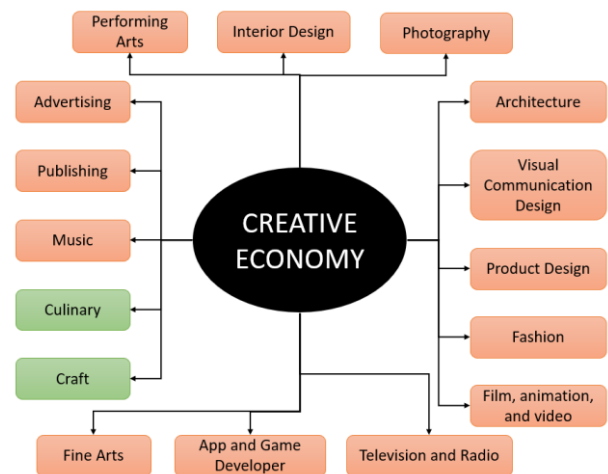 Performing
Arts
Interior Design
Photography
Advertising
Publishing
Music
Culinary
Craft
CREATIVE
ECONOMY
Architecture
Visual
Communication
Design
Product Design
Fashion
Film, animation,
and video
Fine Arts
App and Game
Developer
Television and Radio